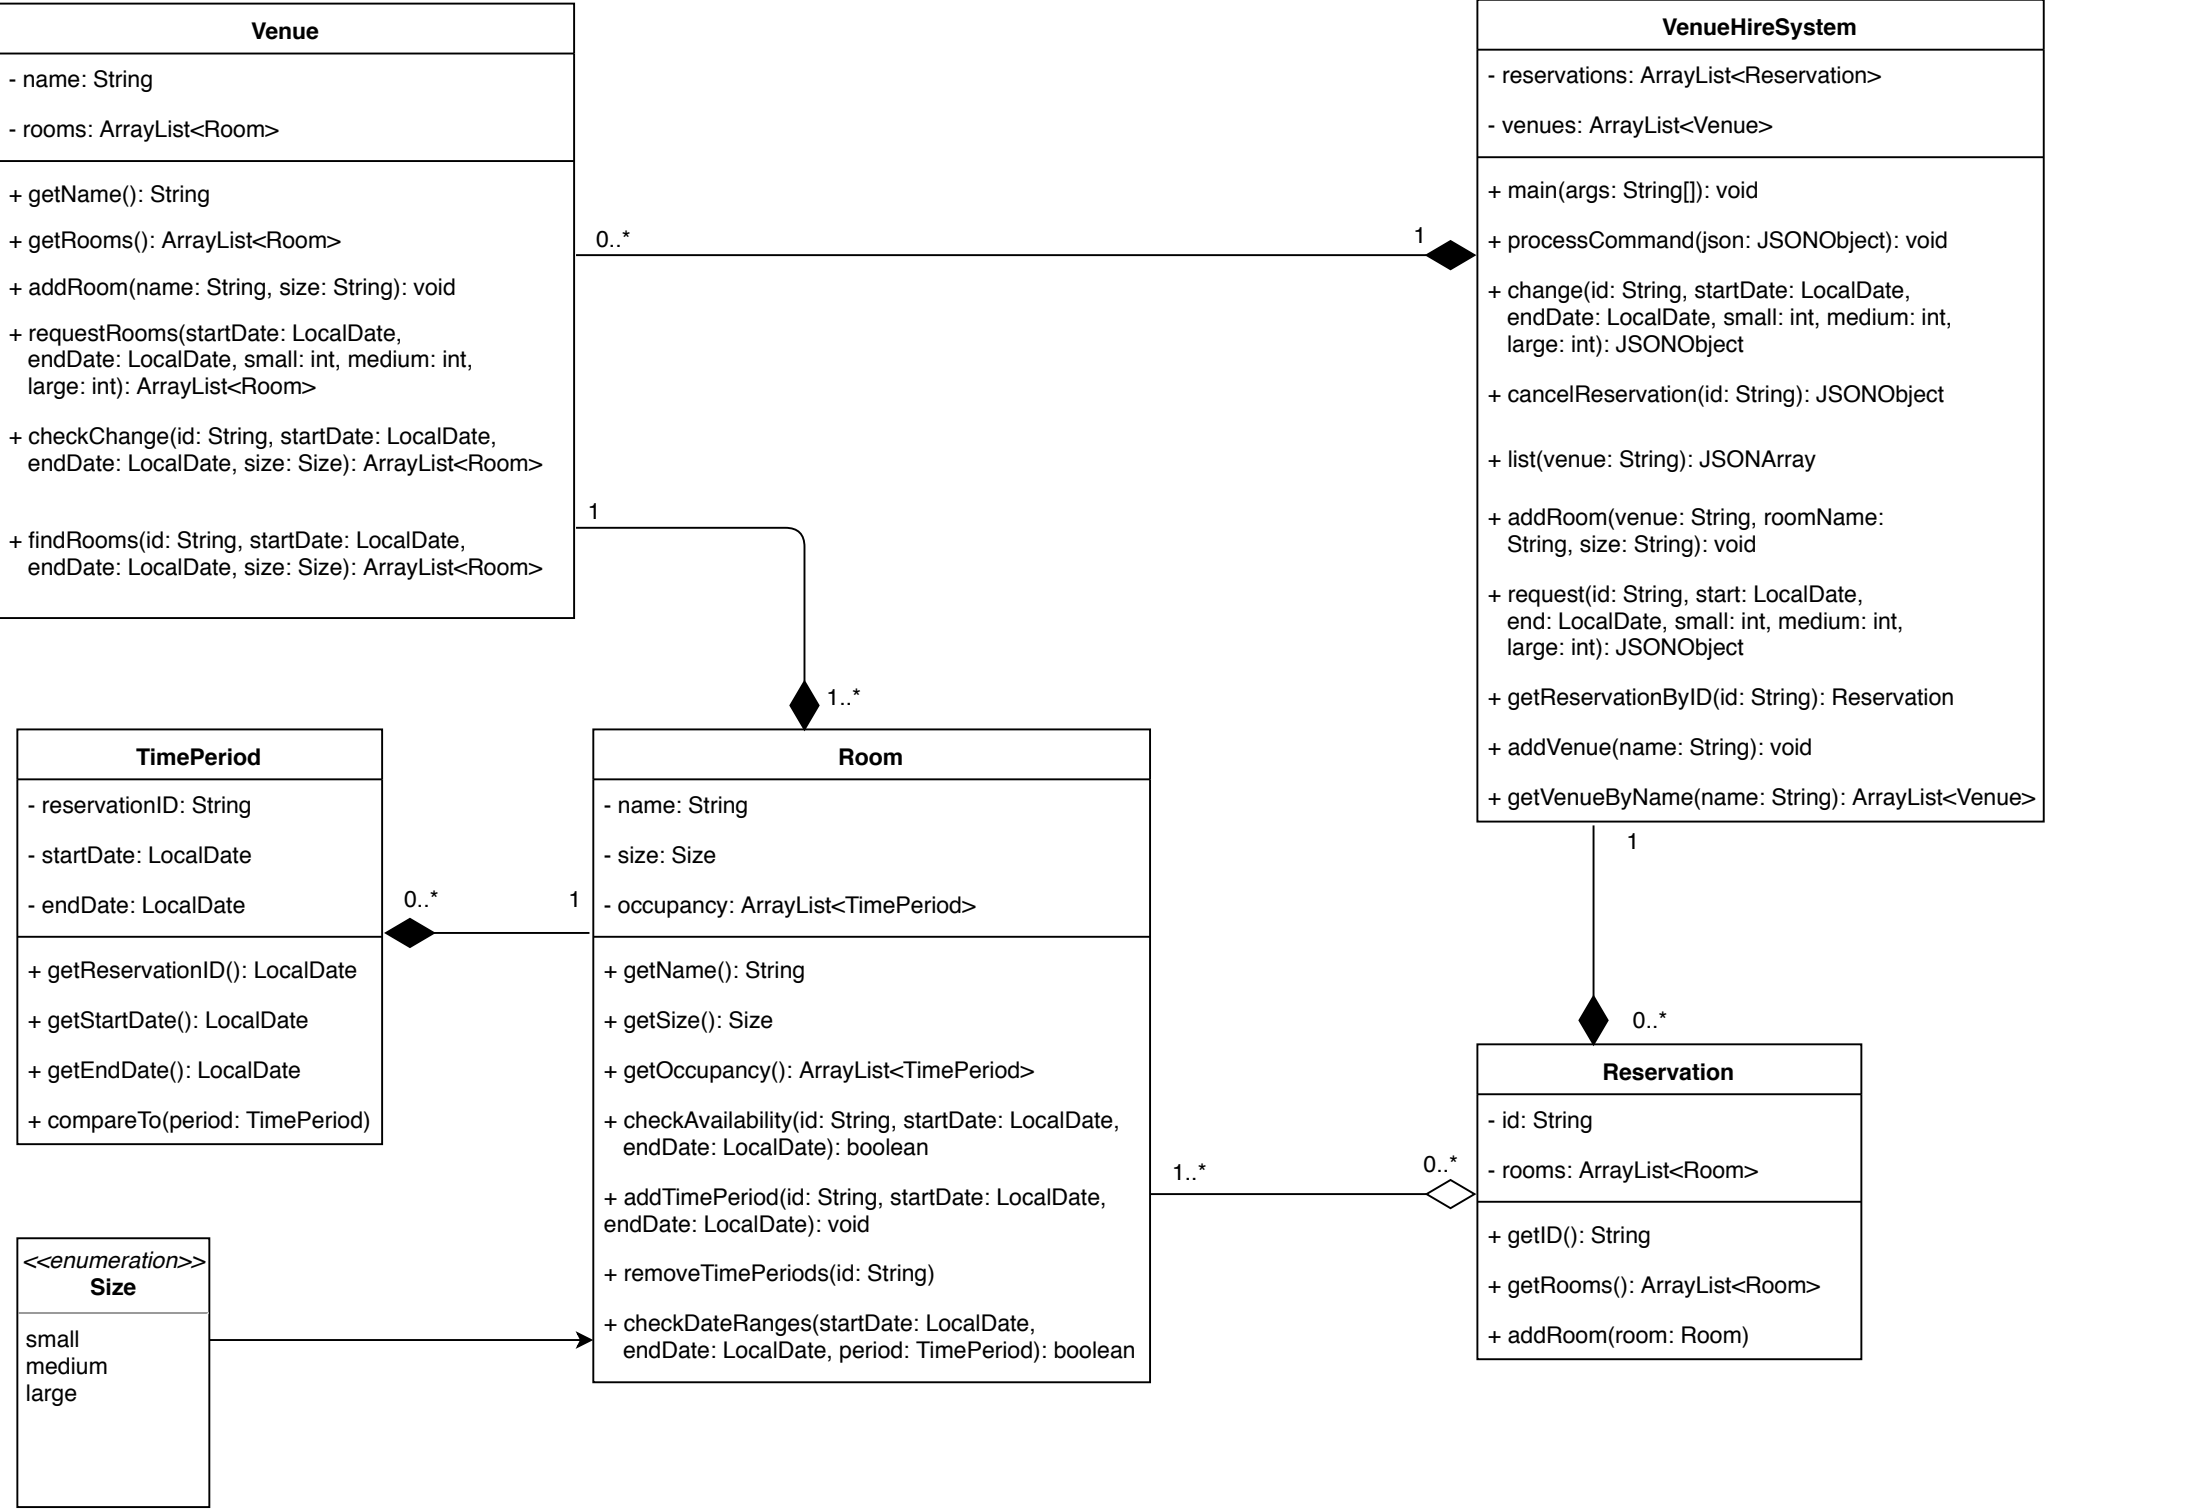 Venue
- name: String
- rooms: ArrayList<Room>
+ getName(): String
+ getRooms(): ArrayList<Room>
+ addRoom(name: String, size: String): void
+ requestRooms(startDate: LocalDate,
endDate: LocalDate, small: int, medium: int,
large: int): ArrayList<Room>
+ checkChange(id: String, startDate: LocalDate,
endDate: LocalDate, size: Size): ArrayList<Room>
+ findRooms(id: String, startDate: LocalDate,
endDate: LocalDate, size: Size): ArrayList<Room>
0..*
1
VenueHireSystem
- reservations: ArrayList<Reservation>
- venues: ArrayList<Venue>
+ main(args: String[]): void
+ processCommand(json: JSONObject): void
+ change(id: String, startDate: LocalDate,
endDate: LocalDate, small: int, medium: int,
large: int): JSONObject
+ cancelReservation(id: String): JSONObject
+ list(venue: String): JSONArray
+ addRoom(venue: String, roomName:
String, size: String): void
+ request(id: String, start: LocalDate,
end: LocalDate, small: int, medium: int,
large: int): JSONObject
+ getReservationByID(id: String): Reservation
+ addVenue(name: String): void
+ getVenueByName(name: String): ArrayList<Venue>
1
1..*
TimePeriod
- reservationID: String
- startDate: LocalDate
- endDate: LocalDate
+ getReservationID(): LocalDate
+ getStartDate(): LocalDate
+ getEndDate(): LocalDate
+ compareTo(period: TimePeriod)
0..*
1
Room
- name: String
- size: Size
- occupancy: ArrayList<TimePeriod>
+ getName(): String
+ getSize(): Size
+ getOccupancy(): ArrayList<TimePeriod>
+ checkAvailability(id: String, startDate: LocalDate,
endDate: LocalDate): boolean
+ addTimePeriod(id: String, startDate: LocalDate,
endDate: LocalDate): void
+ removeTimePeriods(id: String)
+ checkDateRanges(startDate: LocalDate,
endDate: LocalDate, period: TimePeriod): boolean
1
0..*
1..*
0..*
Reservation
- id: String
- rooms: ArrayList<Room>
+ getID(): String
+ getRooms(): ArrayList<Room>
+ addRoom(room: Room)
<<enumeration>>
Size
small
medium
large